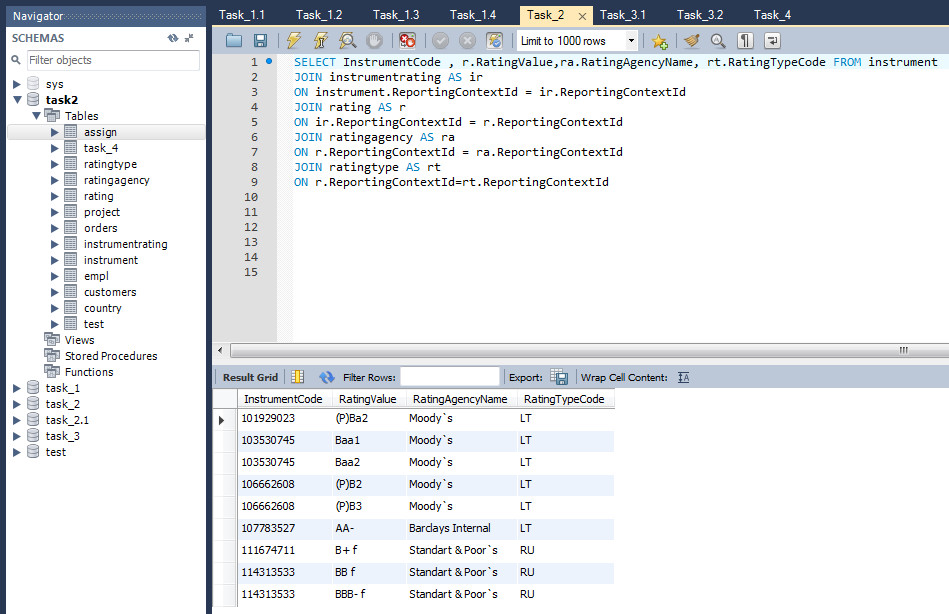 Navigator
SCHEMAS
Filter objects
sys
task2
Tables
assign
task_4
ratingtype
ratingagency
rating
project
orders
instrumentrating
instrument
empl
customers
country
test
Views
Stored Procedures
Functions
task_1
task_2
task_2.1
task_3
test
Task_1.1 Task_1.2 Task_1.3 Task_1.4 Task_2 Task_3.1 Task_3.2 Task_4
Limit to 1000 rows
1 SELECT InstrumentCode , r.RatingValue,ra.RatingAgencyName, rt.RatingTypeCode FROM instrument
2 JOIN instrumentrating AS ir
3 ON instrument.ReportingContextId = ir.ReportingContextId
4 JOIN rating AS r
5 ON ir.ReportingContextId = r.ReportingContextId
6 JOIN ratingagency AS ra
7 ON r.ReportingContextId = ra.ReportingContextId
8 JOIN ratingtype AS rt
9 ON r.ReportingContextId=rt.ReportingContextId
10
11
12
13
14
15
Result Grid Filter Rows: Export: Wrap Cell Content:
InstrumentCode RatingValue RatingAgencyName RatingTypeCode
101929023 (P)Ba2 Moody`s LT
103530745 Baa1 Moody`s LT
103530745 Baa2 Moody`s LT
106662608 (P)B2 Moody`s LT
106662608 (P)B3 Moody`s LT
107783527 AA- Barclays Internal LT
111674711 B+ f Standart & Poor`s RU
114313533 BB f Standart & Poor`s RU
114313533 BBB- f Standart & Poor`s RU